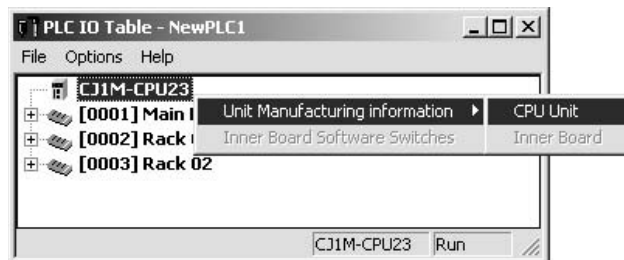 PLC IO Table - NewPLC1
File Options Help
CJ1M-CPU23
[0001] Main
Unit Manufacturing information
CPU Unit
[0002] Rack
Inner Board Software Switches
Inner Board
[0003] Rack 02
CJ1M-CPU23 Run